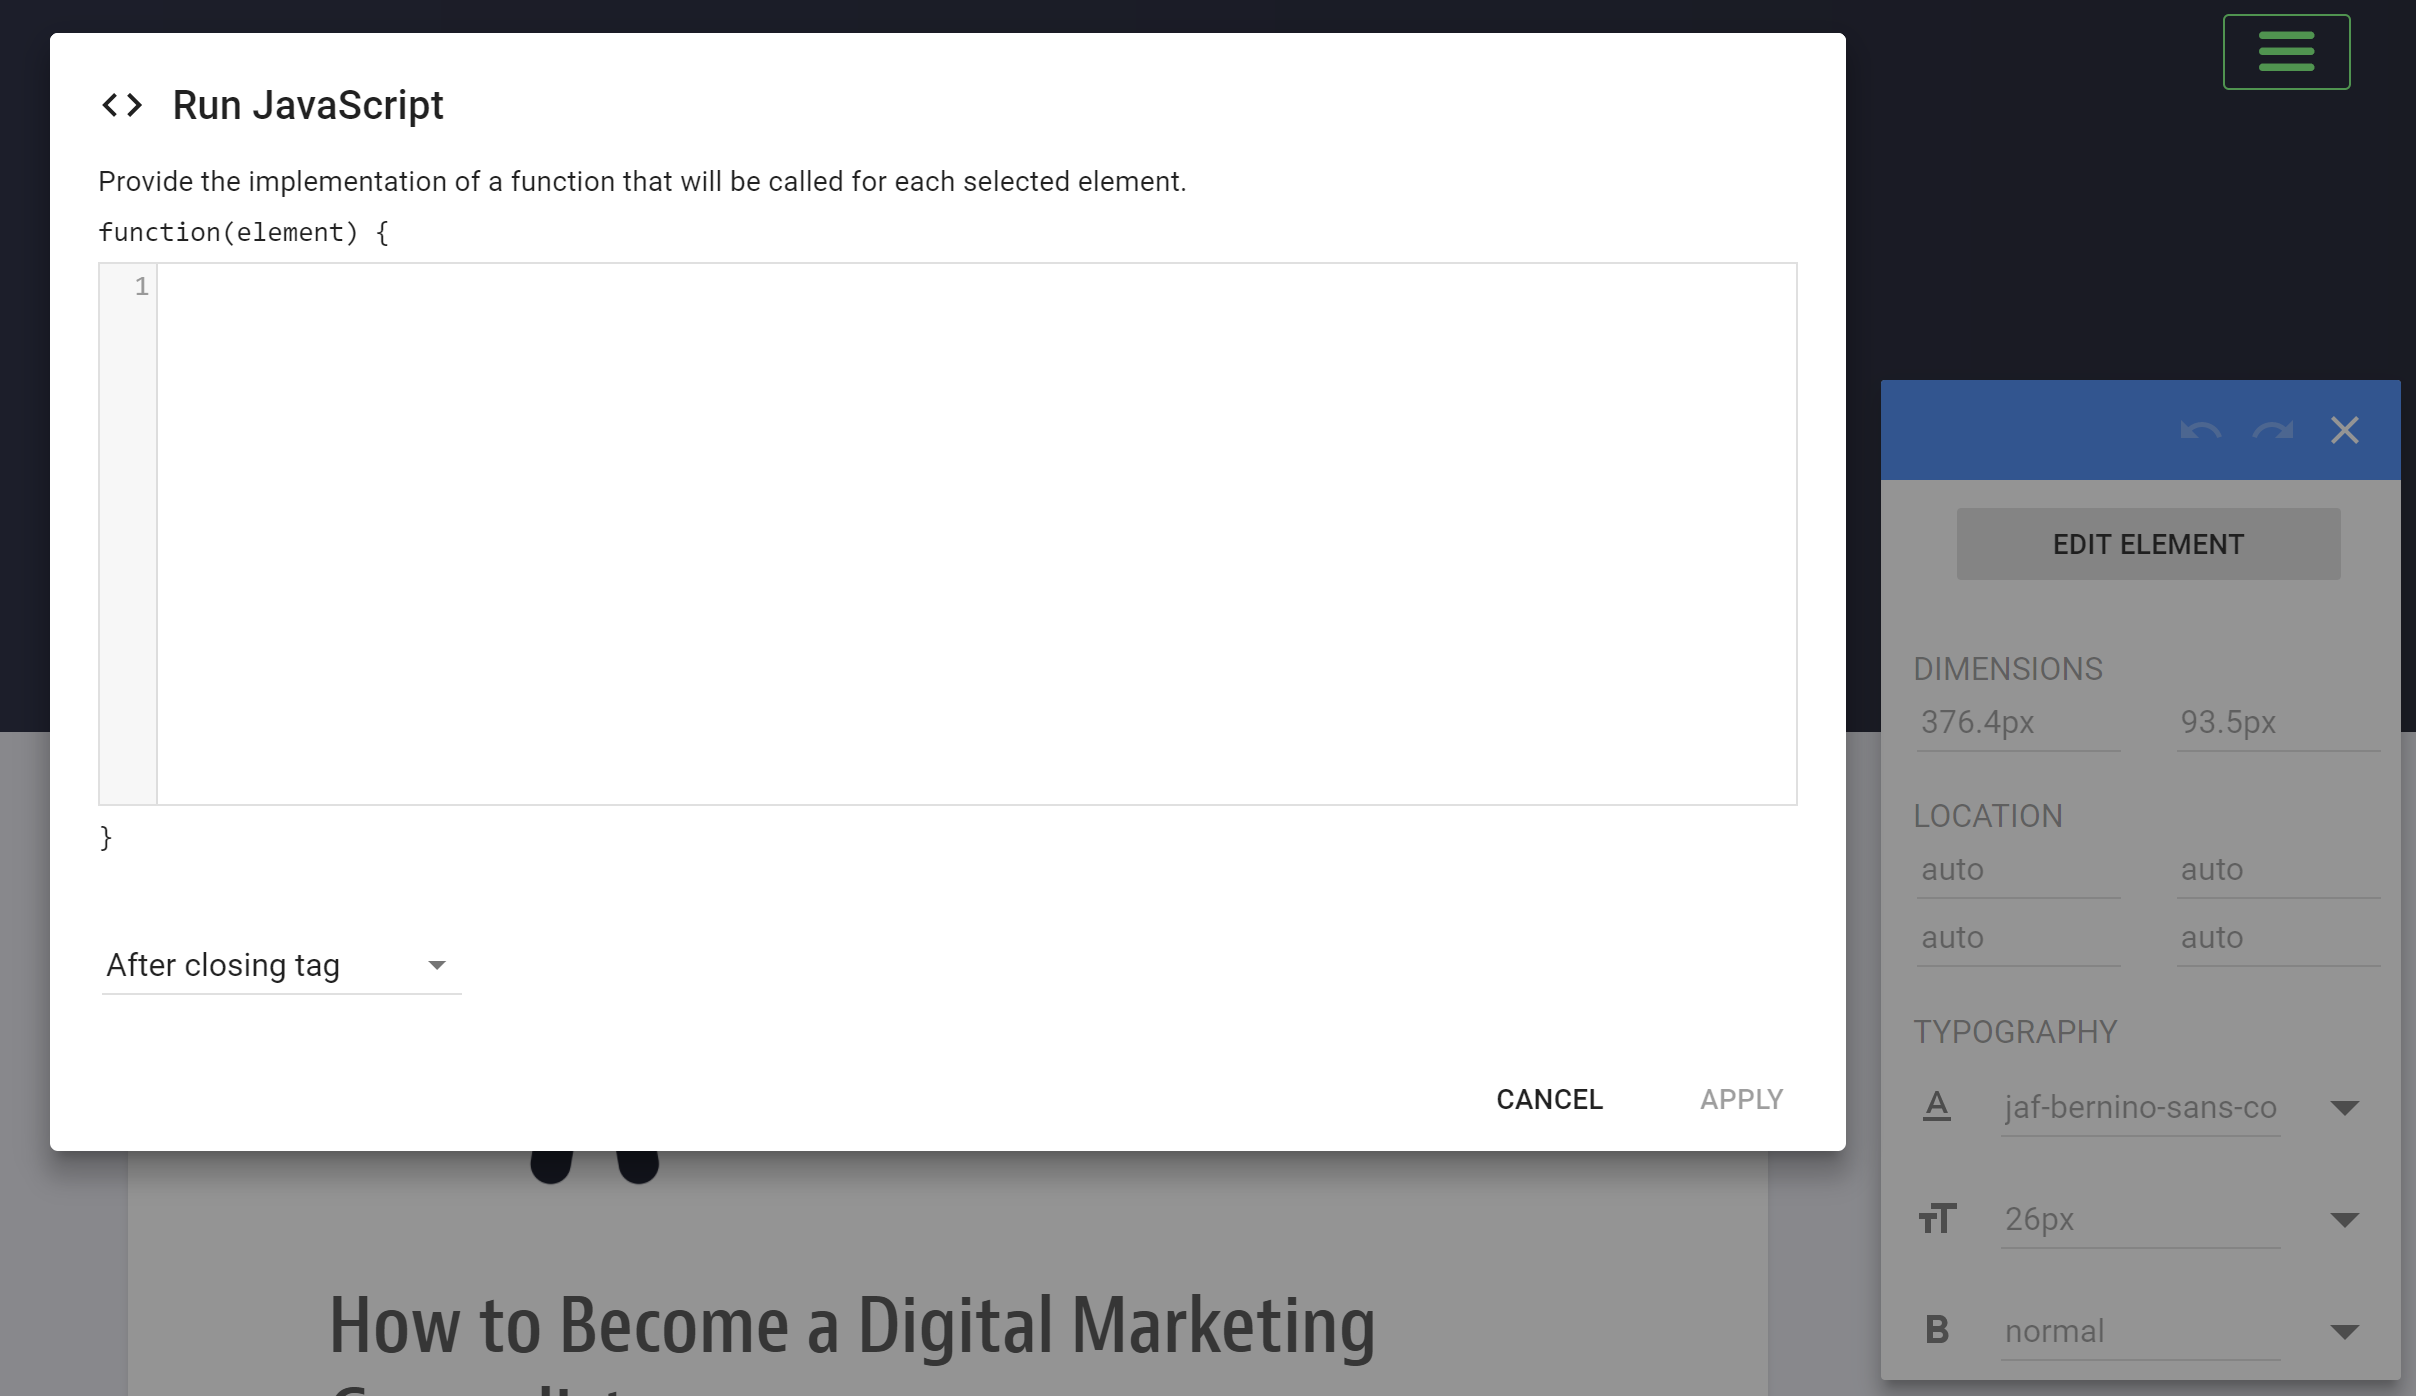 Run JavaScript
Provide the implementation of a function that will be called for each selected element.
function(element) {
1
}
After closing tag
CANCEL
APPLY
EDIT ELEMENT
DIMENSIONS
376.4px 93.5px
LOCATION
auto auto
auto auto
TYPOGRAPHY
A jaf-bernino-sans-co
TT 26px
B normal
How to Become a Digital Marketing